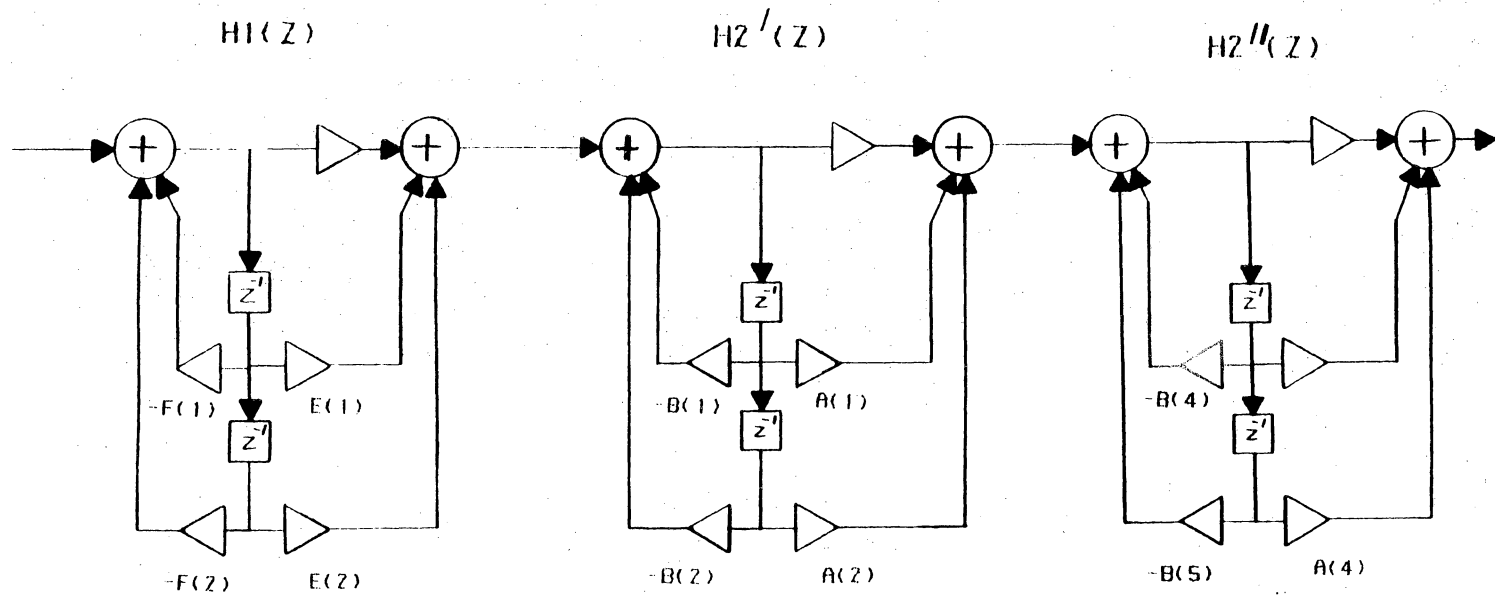 H1(Z) H2'(Z) H2''(Z)
+ + + + + +
z⁻¹ z⁻¹ z⁻¹
-F(1) E(1) -B(1) A(1) -B(4)
z⁻¹ z⁻¹ z⁻¹
-F(2) E(2) -B(2) A(2) -B(5) A(4)